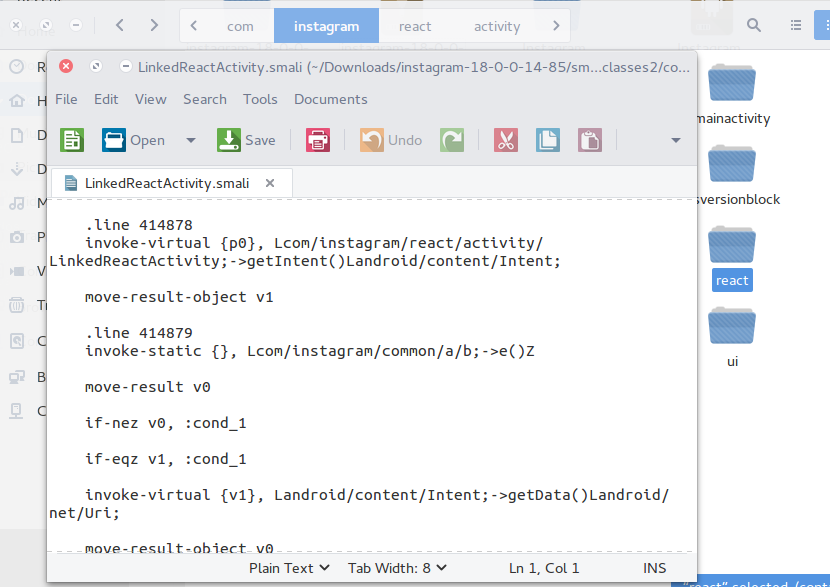 com
instagram
react
activity
LinkedReactActivity.smali (~/Downloads/instagram-18-0-0-14-85/sm...classes2/co...
File Edit View Search Tools Documents
Open
Save
Undo
LinkedReactActivity.smali
.line 414878
invoke-virtual {p0}, Lcom/instagram/react/activity/
LinkedReactActivity;->getIntent()Landroid/content/Intent;
move-result-object v1
.line 414879
invoke-static {}, Lcom/instagram/common/a/b;->e()Z
move-result v0
if-nez v0, :cond_1
if-eqz v1, :cond_1
invoke-virtual {v1}, Landroid/content/Intent;->getData()Landroid/
net/Uri;
move-result-object v0
Plain Text
Tab Width: 8
Ln 1, Col 1
INS
mainactivity
sversionblock
react
ui
"react" selected (cont